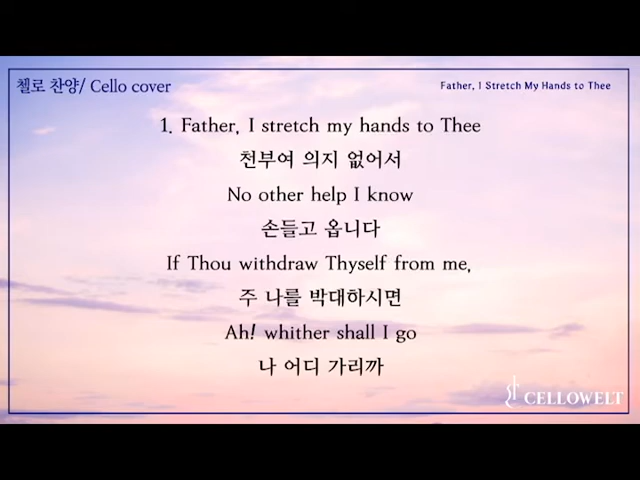 첼로 찬양/ Cello cover
Father, I Stretch My Hands to Thee
1. Father, I stretch my hands to Thee
천부여 의지 없어서
No other help I know
손들고 옵니다
If Thou withdraw Thyself from me,
주 나를 박대하시면
Ah! whither shall I go
나 어디 가리까
CELLOWELT